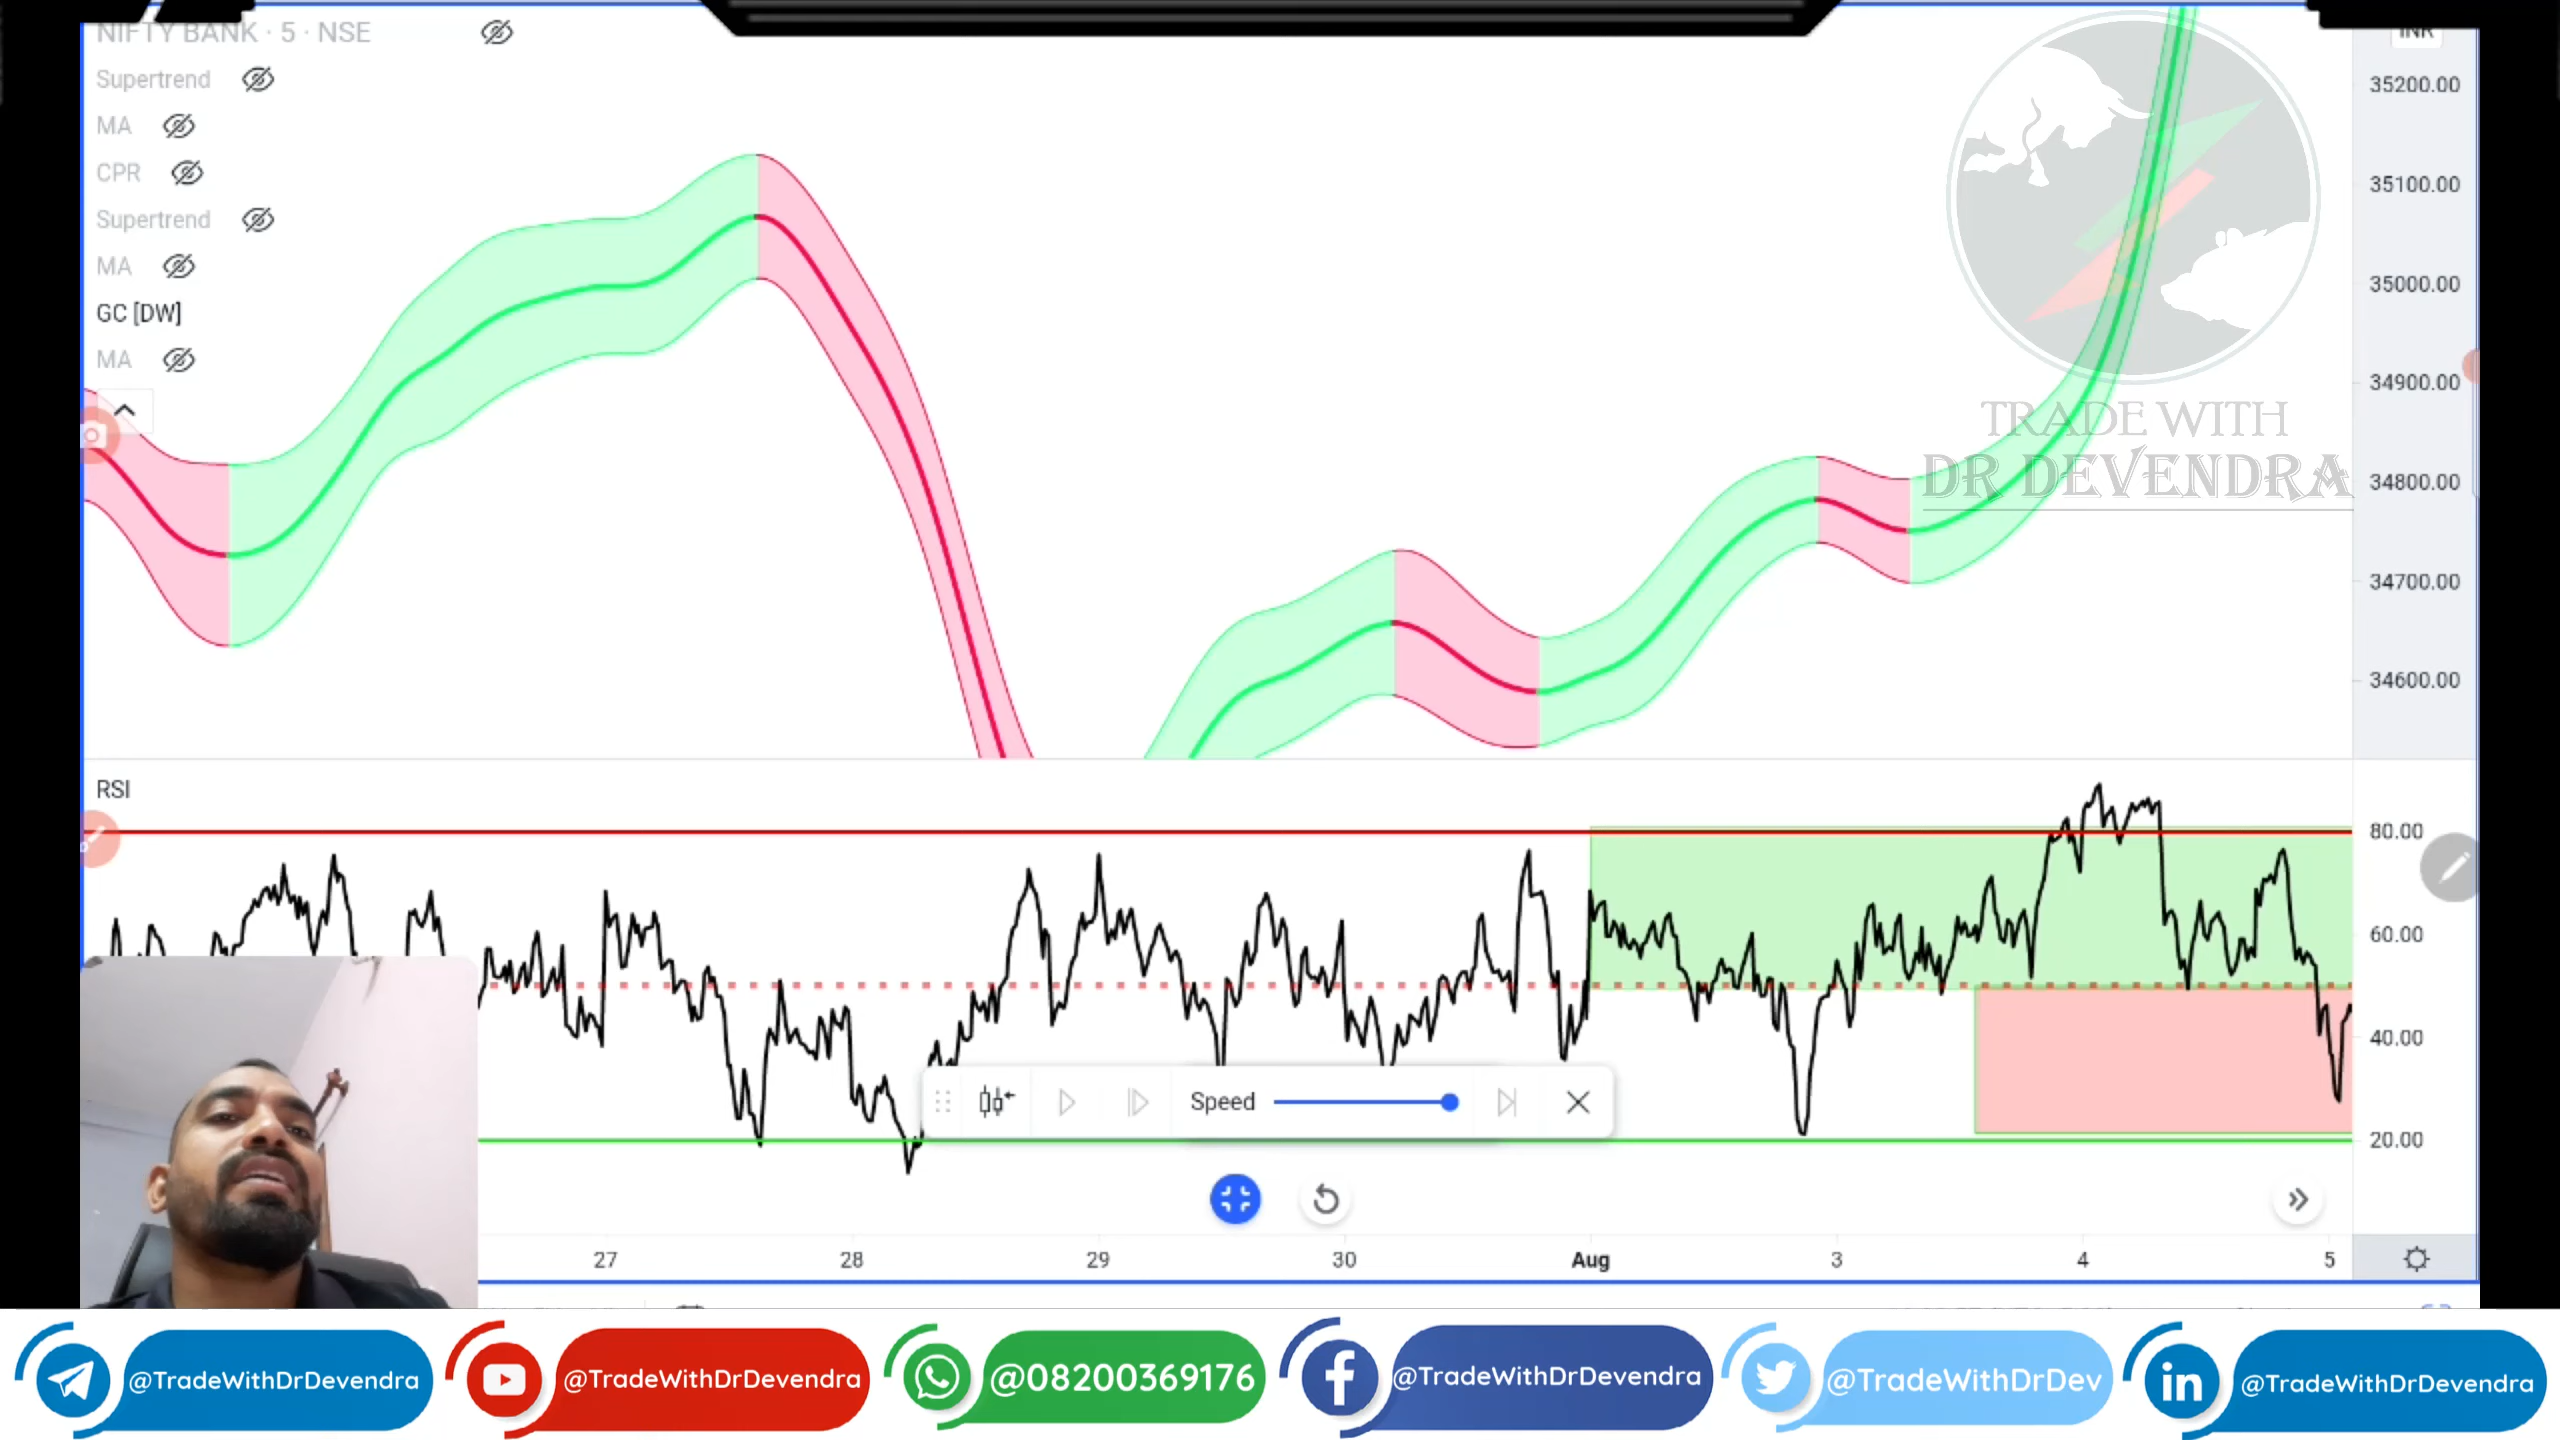 NIFTY BANK · 5 · NSE
Supertrend
MA
CPR
Supertrend
MA
GC [DW]
MA
INR
35200.00
35100.00
35000.00
34900.00
34800.00
34700.00
34600.00
TRADE WITH
DR DEVENDRA
RSI
80.00
60.00
40.00
20.00
Speed
27 28 29 30 Aug 3 4 5
@TradeWithDrDevendra @TradeWithDrDevendra @08200369176 @TradeWithDrDevendra @TradeWithDrDev in @TradeWithDrDevendra